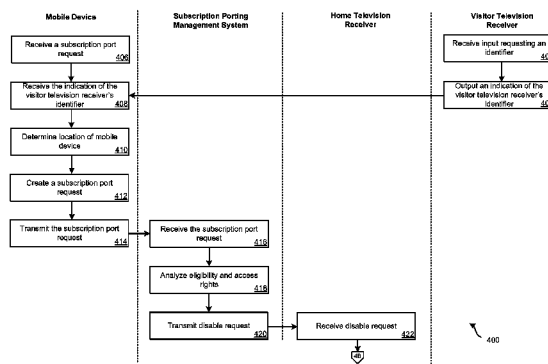 Mobile Device
Subscription Porting
Management System
Home Television
Receiver
Visitor Television
Receiver
Receive a subscription port
request
406
Receive input requesting an
identifier
40
Receive the indication of the
visitor television receiver's
identifier
408
Output an indication of the
visitor television receiver's
identifier
40
Determine location of mobile
device
410
Create a subscription port
request
412
Transmit the subscription port
request
414
Receive the subscription port
request
416
Analyze eligibility and access
rights
418
Transmit disable request
420
Receive disable request
422
400